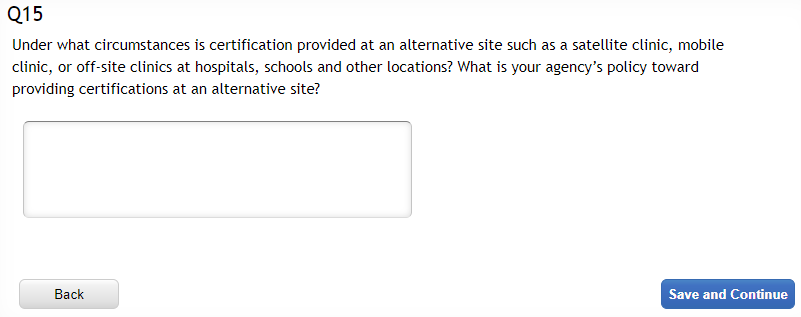 Q15
Under what circumstances is certification provided at an alternative site such as a satellite clinic, mobile
clinic, or off-site clinics at hospitals, schools and other locations? What is your agency’s policy toward
providing certifications at an alternative site?
Back
Save and Continue